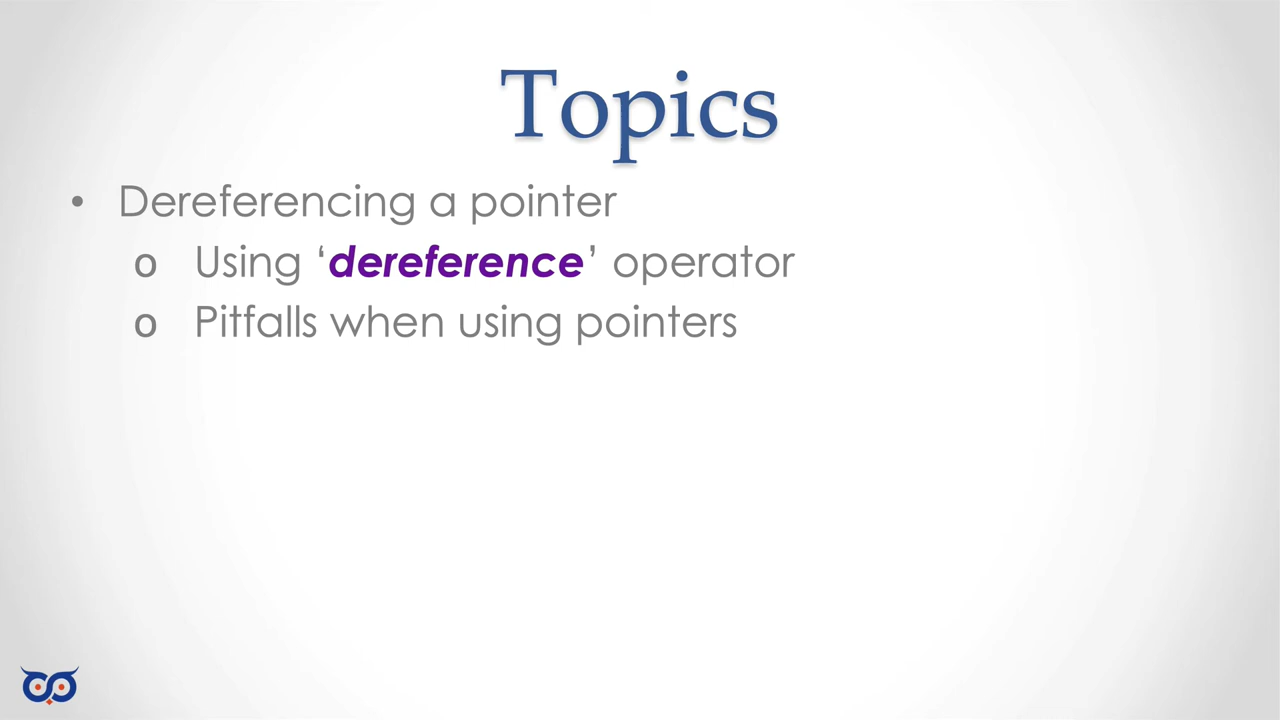 Topics
• Dereferencing a pointer
o Using ‘dereference’ operator
o Pitfalls when using pointers